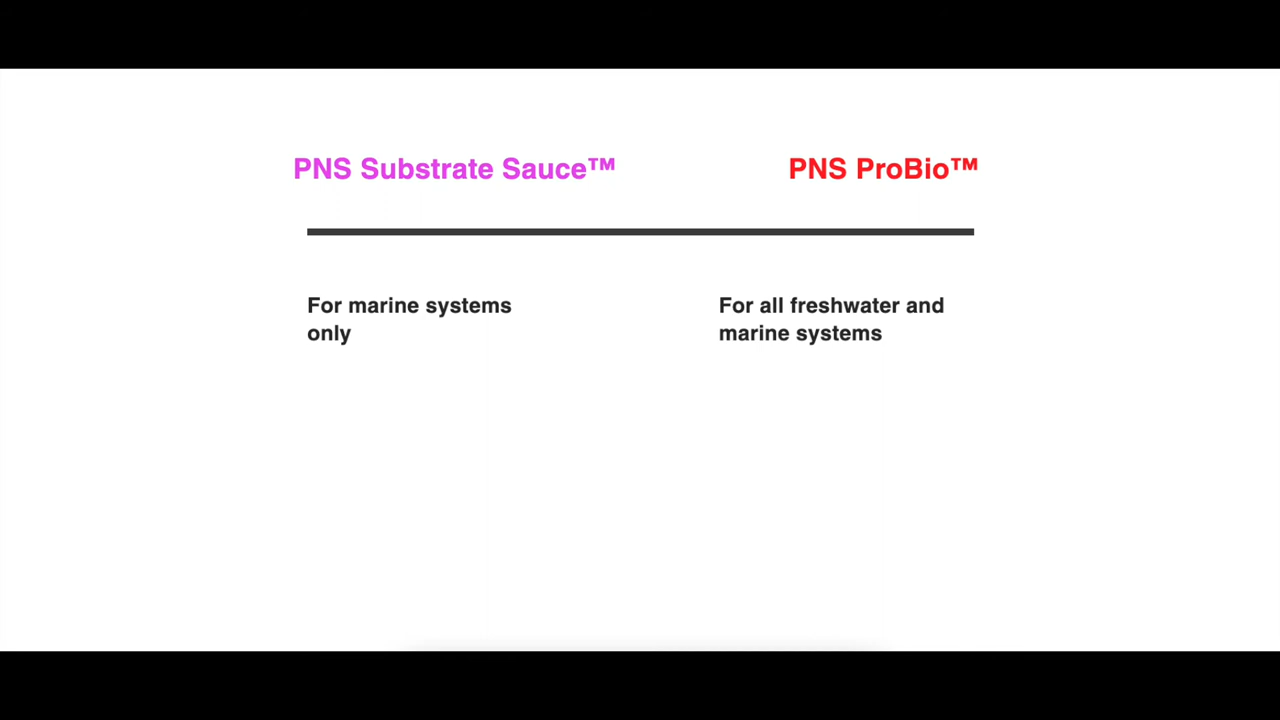 PNS Substrate Sauce™
PNS ProBio™
For marine systems
only
For all freshwater and
marine systems